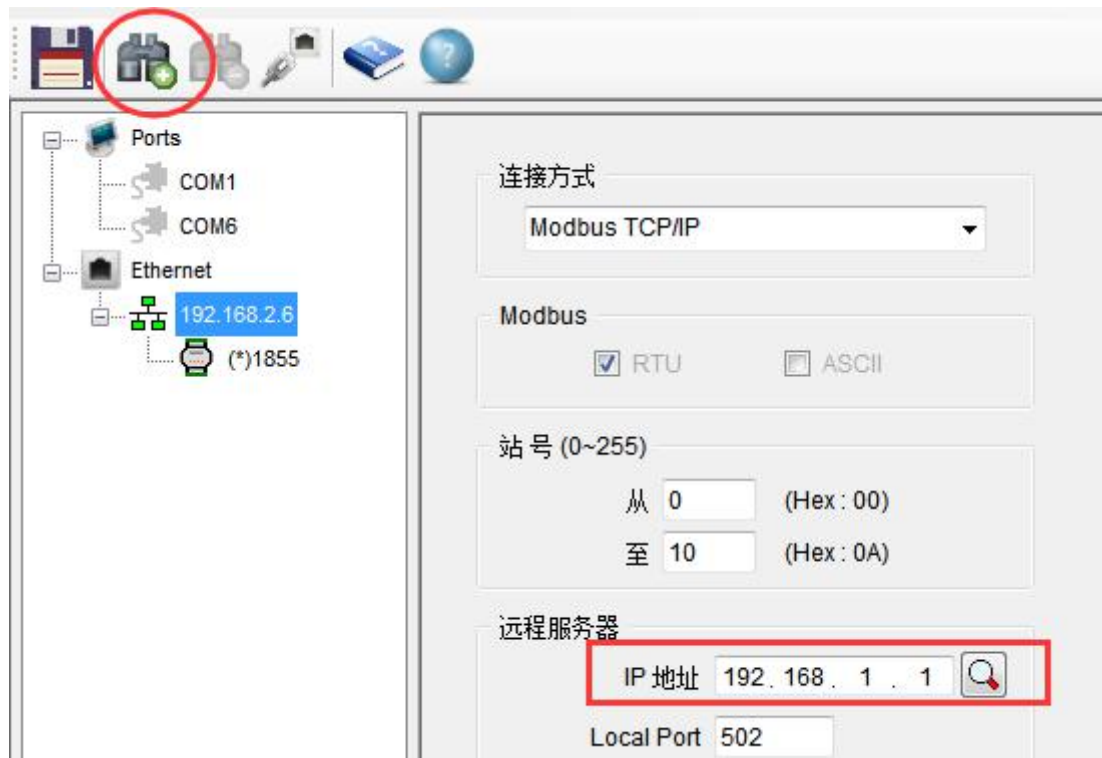 Ports
COM1
COM6
Ethernet
192.168.2.6
(*)1855
连接方式
Modbus TCP/IP
Modbus
RTU
ASCII
站 号 (0~255)
从 0 (Hex : 00)
至 10 (Hex : 0A)
远程服务器
IP 地址 192 . 168 . 1 . 1
Local Port 502